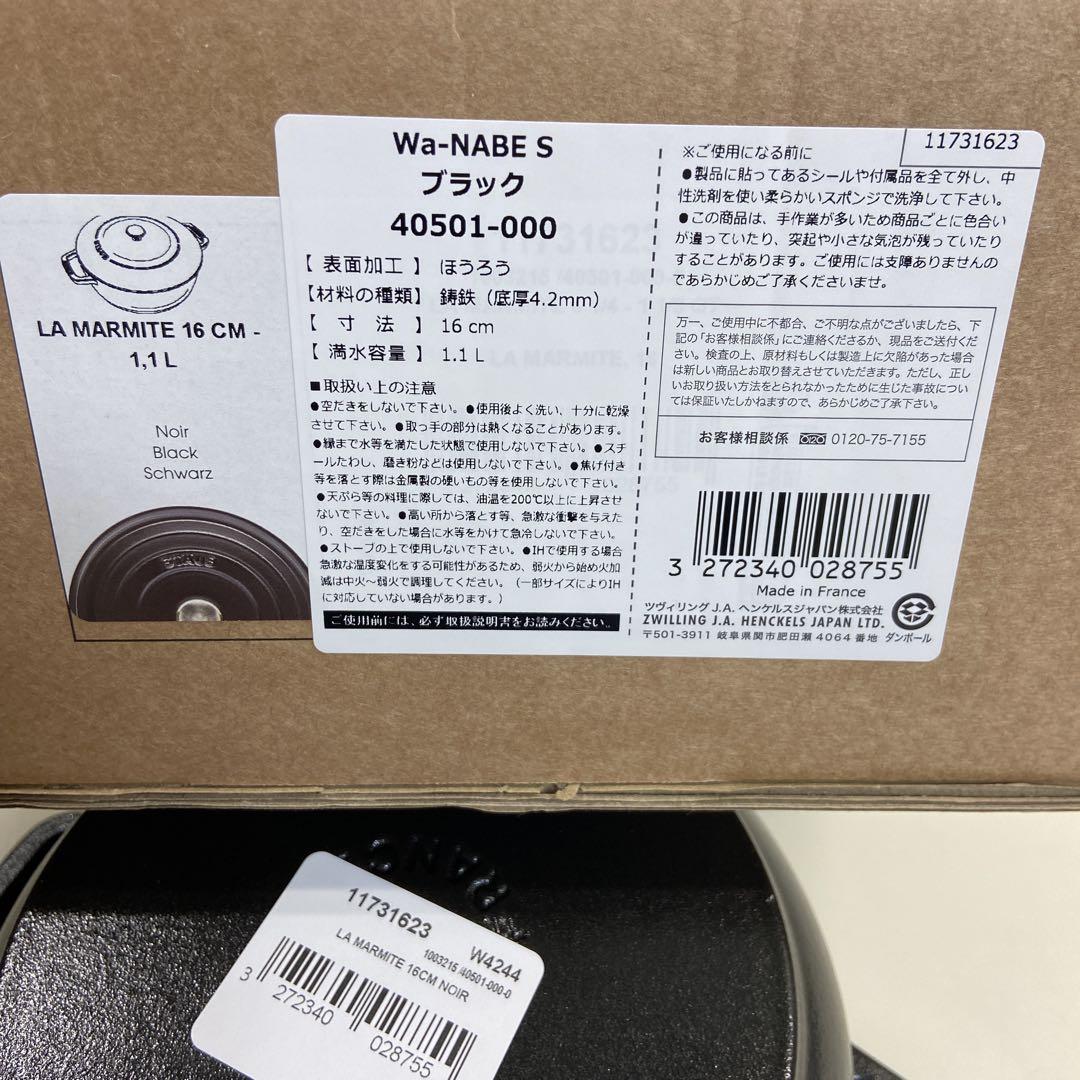 LA MARMITE 16 CM -
1,1 L
Noir
Black
Schwarz
STAUB
Wa-NABE S
ブラック
40501-000
【 表面加工 】 ほうろう
【材料の種類】 鋳鉄（底厚4.2mm）
【 寸 法 】 16 cm
【 満水容量 】 1.1 L
■取扱い上の注意
●空だきをしないで下さい。●使用後よく洗い、十分に乾燥
させて下さい。●取っ手の部分は熱くなることがあります。
●縁まで水等を満たした状態で使用しないで下さい。●スチ
ールたわし、磨き粉などは使用しないで下さい。●焦げ付き
等を落とす際は金属製の硬いもの等を使用しないで下さい。
●天ぷら等の料理に際しては、油温を200℃以上に上昇させ
ないで下さい。●高い所から落とす等、急激な衝撃を与えた
り、空だきをした場合に水等をかけて急冷しないで下さい。
●ストーブの上で使用しないで下さい。●IHで使用する場合
急激な温度変化をする可能性があるため、弱火から始め火加
減は中火～弱火で調理してください。（一部サイズによりIH
に対応していない場合があります。）
ご使用前には、必ず取扱説明書をお読みください。
11731623
※ご使用になる前に
●製品に貼ってあるシールや付属品を全て外し、中
性洗剤を使い柔らかいスポンジで洗浄して下さい。
●この商品は、手作業が多いため商品ごとに色合い
が違っていたり、突起や小さな気泡が残っていたり
することがあります。ご使用には支障ありませんの
であらかじめご了承くださいませ。
万一、ご使用中に不都合、ご不明な点がございましたら、下
記の「お客様相談係」にご連絡くださるか、現品をご送付くだ
さい。検査の上、原材料もしくは製造上に欠陥があった場合
は新しい商品とお取り替えさせていただきます。ただし、正し
いお取り扱い方法をとられなかったために生じた事故につい
ては保証いたしかねますので、あらかじめご了承下さい。
お客様相談係 0120-75-7155
3 272340 028755
Made in France
ツヴィリング J.A. ヘンケルスジャパン株式会社
ZWILLING J.A. HENCKELS JAPAN LTD.
〒501-3911 岐阜県関市肥田瀬 4064 番地 ダンボール
11731623 W4244
1003215 /40501-000-0
LA MARMITE 16CM NOIR
3 272340 028755